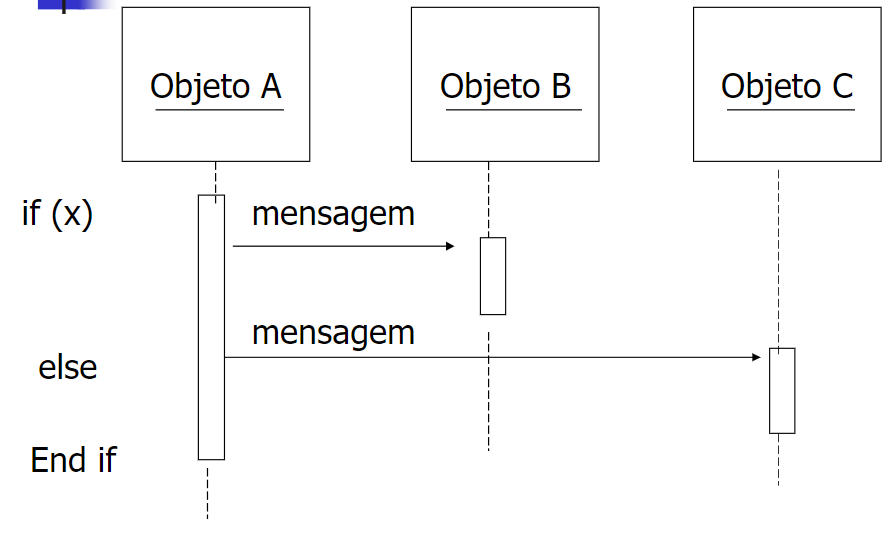 Objeto A
Objeto B
Objeto C
if (x)
mensagem
mensagem
else
End if